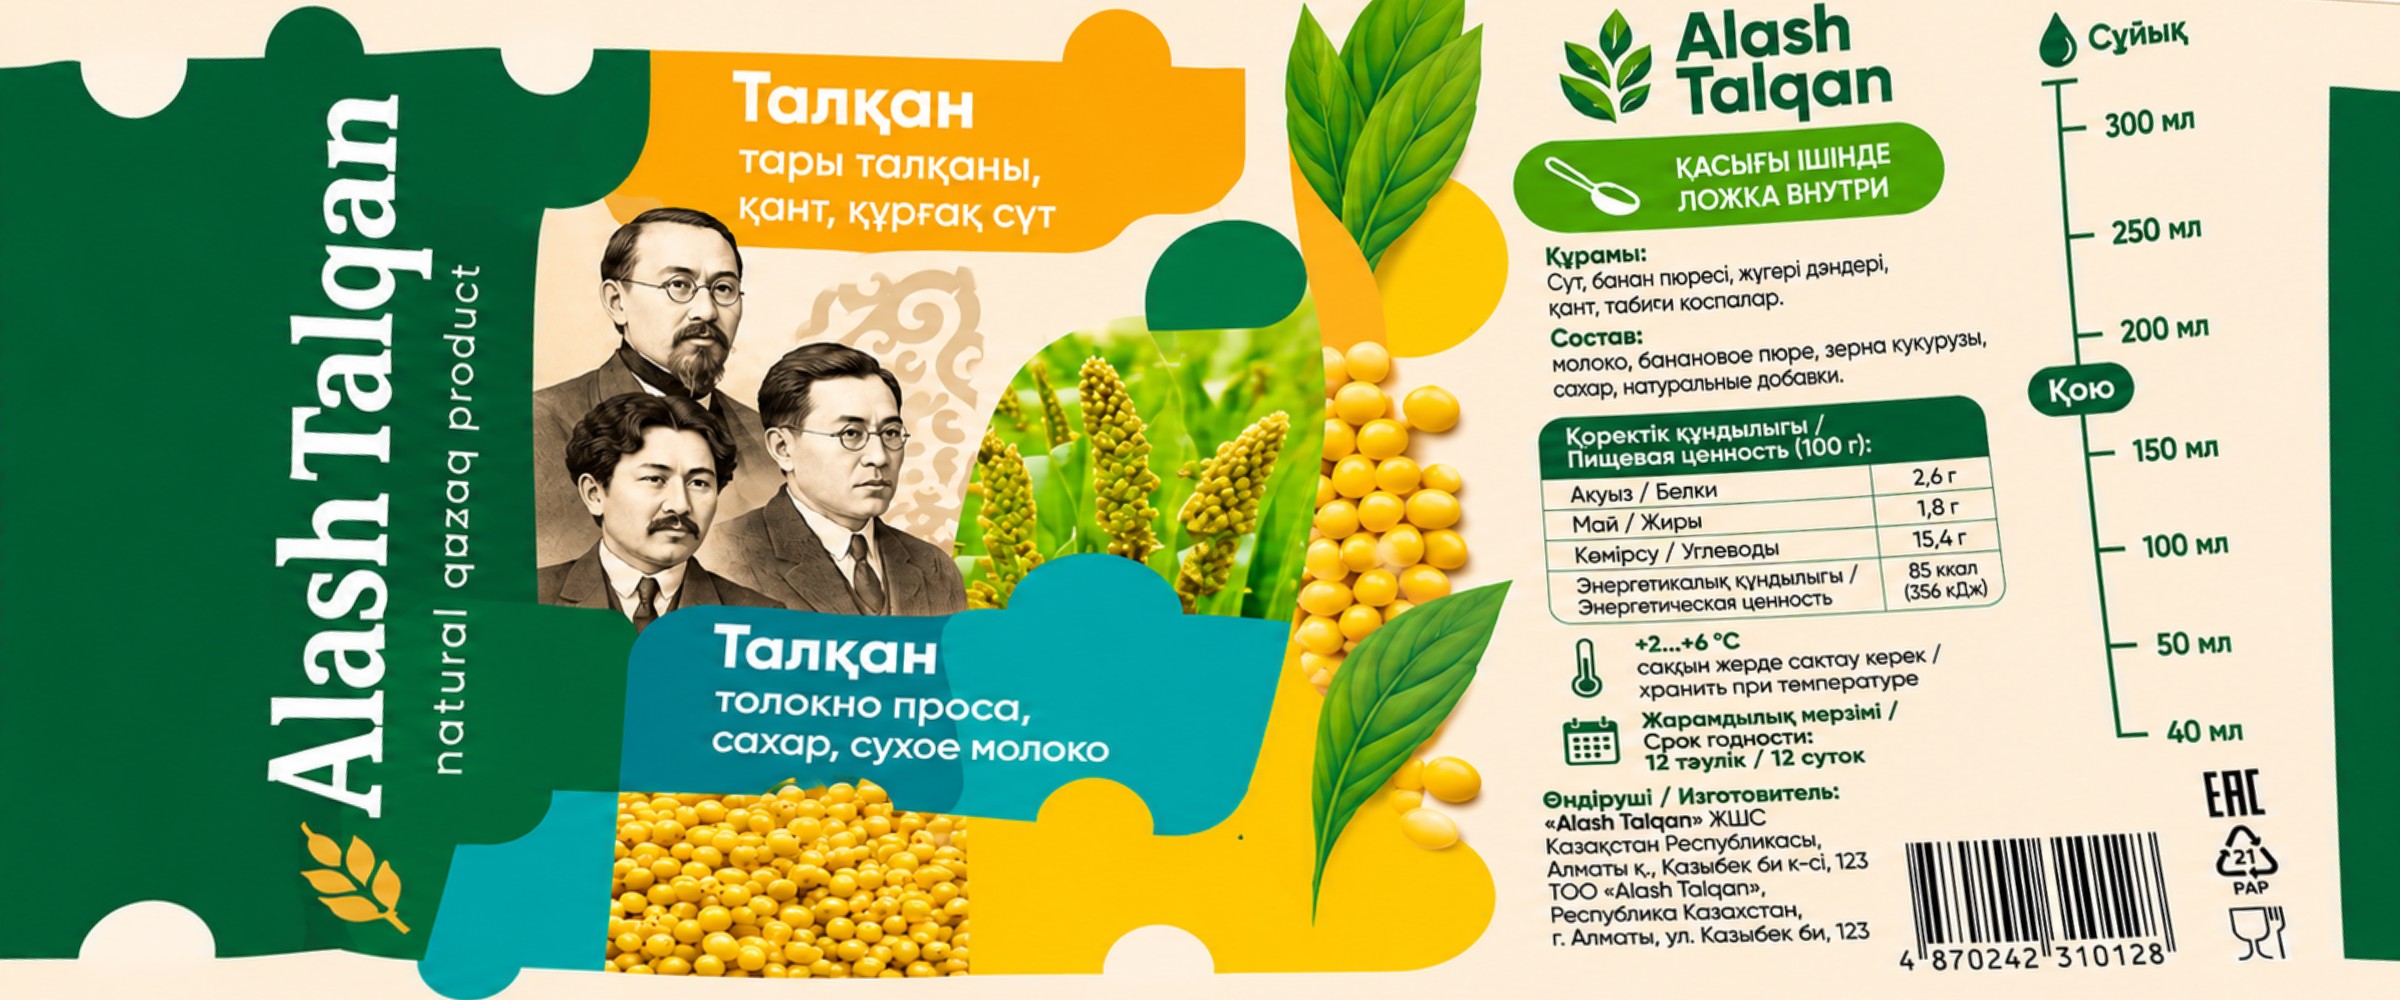 Alash Talqan
natural qazaq product
Талқан
тары талқаны,
қант, құрғақ сүт
Талқан
толокно проса,
сахар, сухое молоко
Alash
Talqan
ҚАСЫҒЫ ІШІНДЕ
ЛОЖКА ВНУТРИ
Құрамы:
Сүт, банан пюресі, жүгері дәндері,
қант, табиғи коспалар.
Состав:
молоко, банановое пюре, зерна кукурузы,
сахар, натуральные добавки.
Қоректік құндылығы /
Пищевая ценность (100 г):
Ақуыз / Белки 2,6 г
Май / Жиры 1,8 г
Көмірсу / Углеводы 15,4 г
Энергетикалық құндылығы / 85 ккал
Энергетическая ценность (356 кДж)
+2...+6 °C
саққын жерде сақтау керек /
хранить при температуре
Жарамдылық мерзімі /
Срок годности:
12 тәулік / 12 суток
Өндіруші / Изготовитель:
«Alash Talqan» ЖШС
Казақстан Республикасы,
Алматы қ., Қазыбек би к-сі, 123
ТОО «Alash Talqan»,
Республика Казахстан,
г. Алматы, ул. Казыбек би, 123
Сұйық
300 мл
250 мл
200 мл
Қою
150 мл
100 мл
50 мл
40 мл
EAC
21
PAP
4 870242 310128